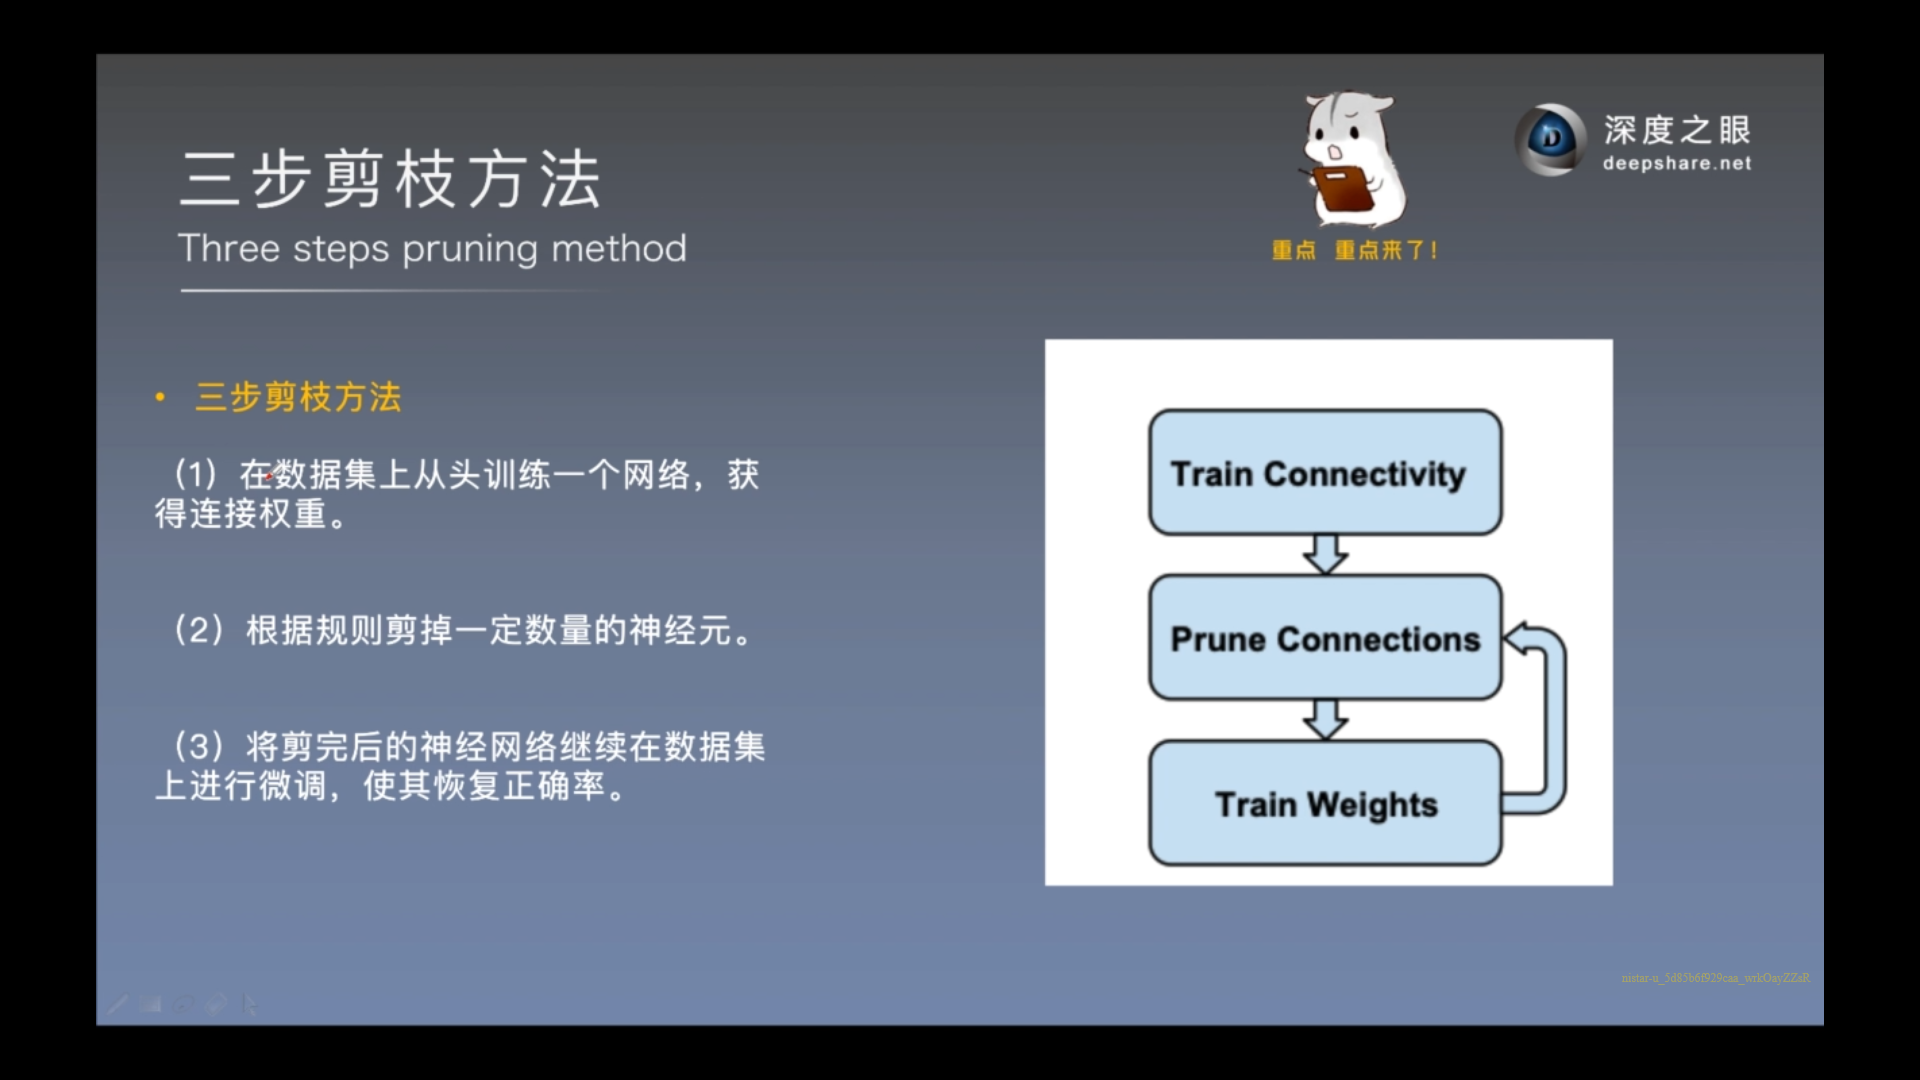 三步剪枝方法
Three steps pruning method
重点 重点来了!
深度之眼
deepshare.net
• 三步剪枝方法
（1）在数据集上从头训练一个网络，获
得连接权重。
（2）根据规则剪掉一定数量的神经元。
（3）将剪完后的神经网络继续在数据集
上进行微调，使其恢复正确率。
Train Connectivity
Prune Connections
Train Weights